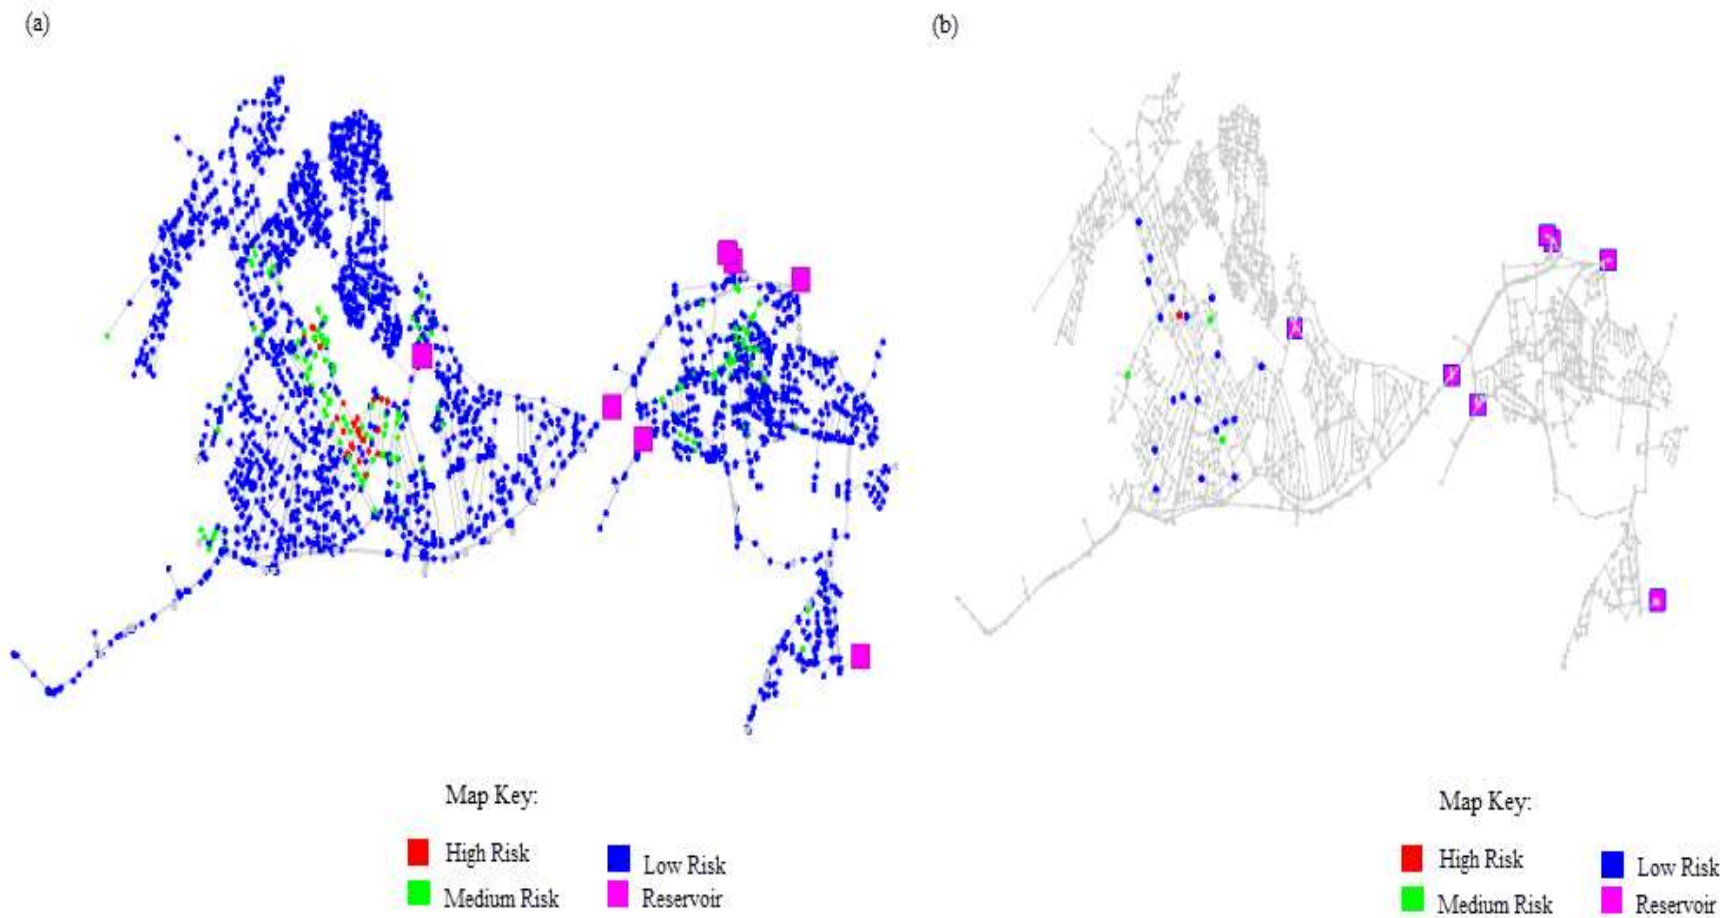 (a)
(b)
Map Key:
High Risk
Low Risk
Medium Risk
Reservoir
Map Key:
High Risk
Low Risk
Medium Risk
Reservoir